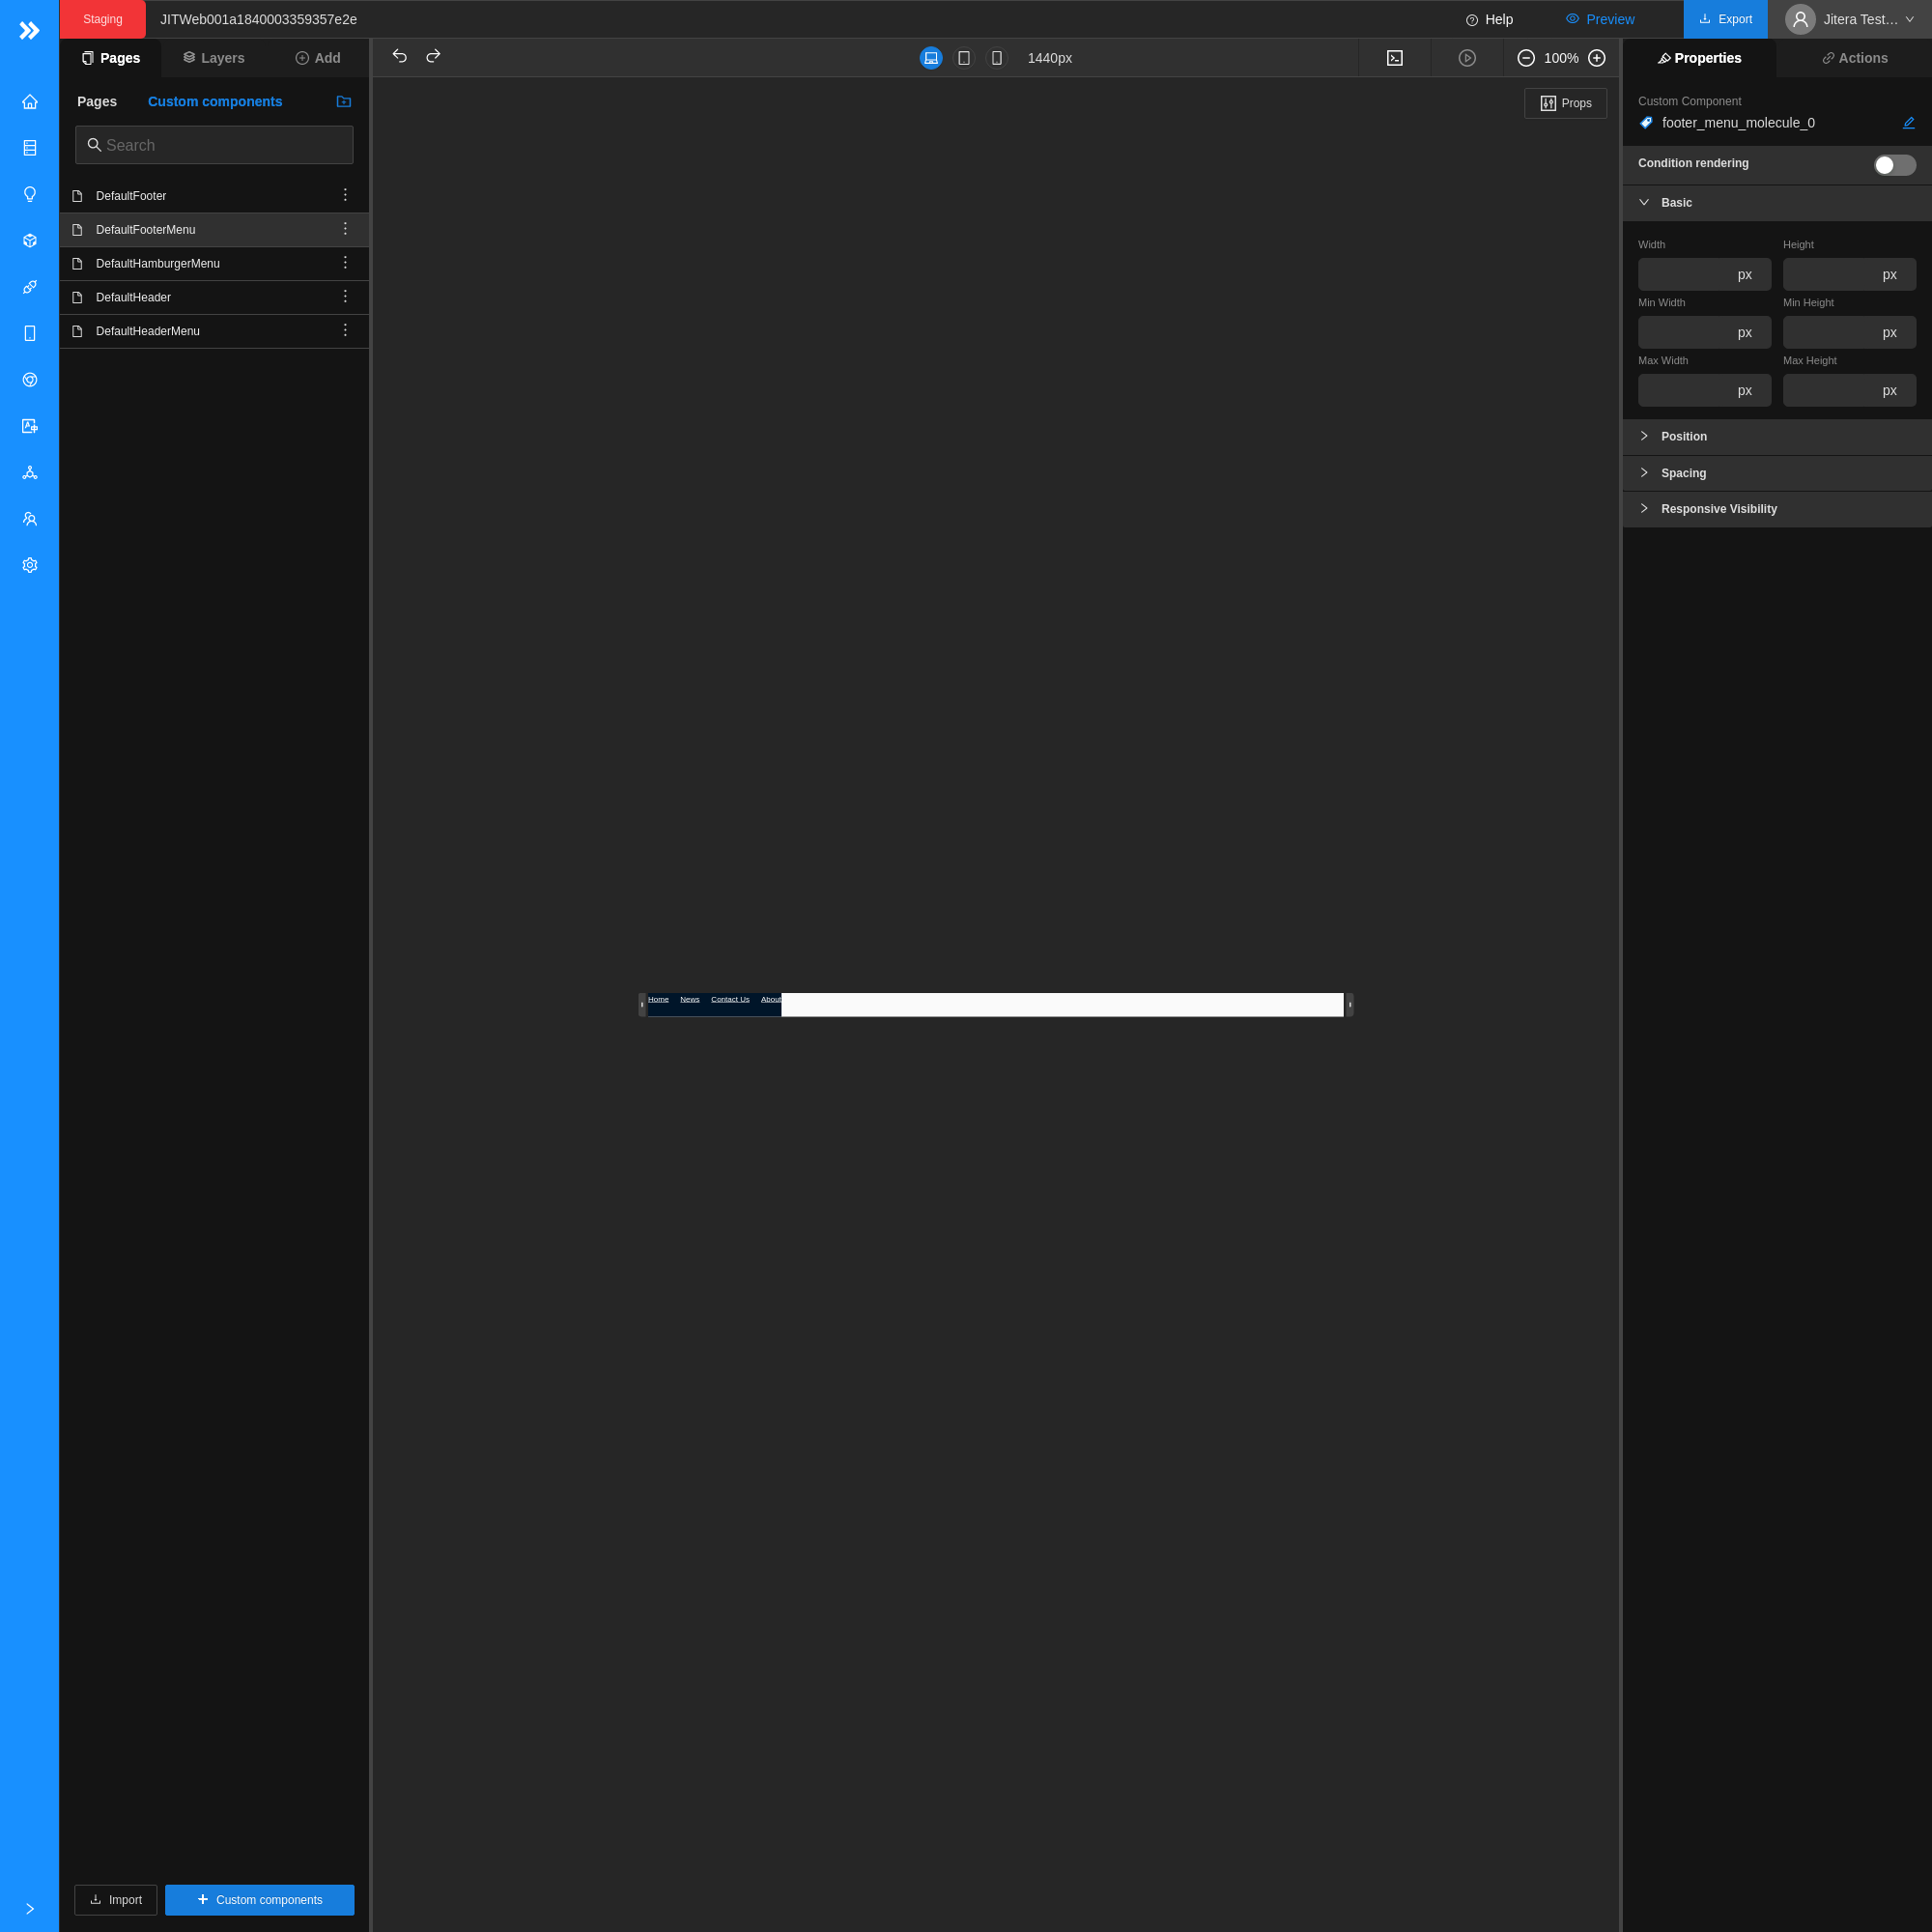 Staging
JITWeb001a1840003359357e2e
Help
Preview
Export
Jitera Test...
Pages
Layers
Add
1440px
100%
Properties
Actions
Pages
Custom components
Search
DefaultFooter
DefaultFooterMenu
DefaultHamburgerMenu
DefaultHeader
DefaultHeaderMenu
Props
Home News Contact Us About
Custom Component
footer_menu_molecule_0
Condition rendering
Basic
Width Height
px px
Min Width Min Height
px px
Max Width Max Height
px px
Position
Spacing
Responsive Visibility
Import
Custom components